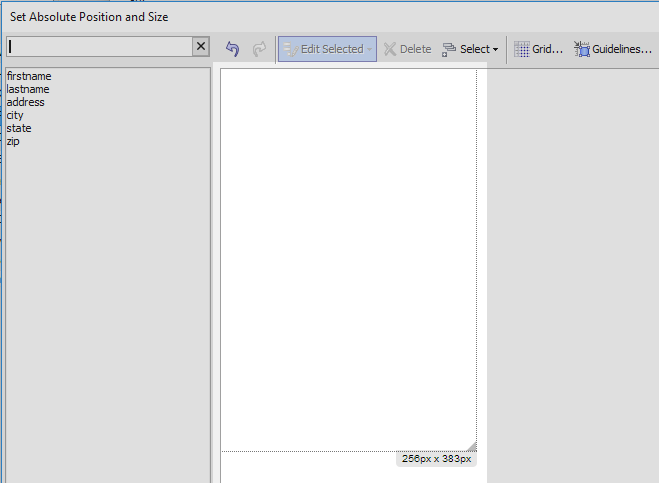 Set Absolute Position and Size
Edit Selected Delete Select Grid... Guidelines...
firstname
lastname
address
city
state
zip
256px x 383px